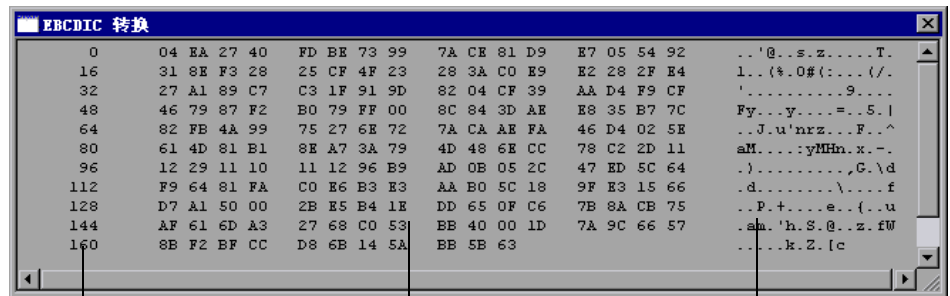 EBCDIC 转换
0 04 EA 27 40 FD BE 73 99 7A CE 81 D9 E7 05 54 92 ..'@..s.z.....T.
16 31 8E F3 28 25 CF 4F 23 28 3A C0 E9 E2 28 2F E4 1..(%.O#(:...(/.
32 27 A1 89 C7 C3 1F 91 9D 82 04 CF 39 AA D4 F9 CF '..........9....
48 46 79 87 F2 B0 79 FF 00 8C 84 3D AE E8 35 B7 7C Fy...y....=..5.|
64 82 FB 4A 99 75 27 6E 72 7A CA AE FA 46 D4 02 5E ..J.u'nrz...F..^
80 61 4D 81 B1 8E A7 3A 79 4D 48 6E CC 78 C2 2D 11 aM....:yMHn.x.-.
96 12 29 11 10 11 12 96 B9 AD 0B 05 2C 47 ED 5C 64 .).........,G.\d
112 F9 64 81 FA C0 E6 B3 E3 AA B0 5C 18 9F E3 15 66 .d........\....f
128 D7 A1 50 00 2B E5 B4 1E DD 65 0F C6 7B 8A CB 75 ..P.+....e..{..u
144 AF 61 6D A3 27 68 C0 53 BB 40 00 1D 7A 9C 66 57 .am.'h.S.@..z.fW
160 8B F2 BF CC D8 6B 14 5A BB 5B 63 .....k.Z.[c